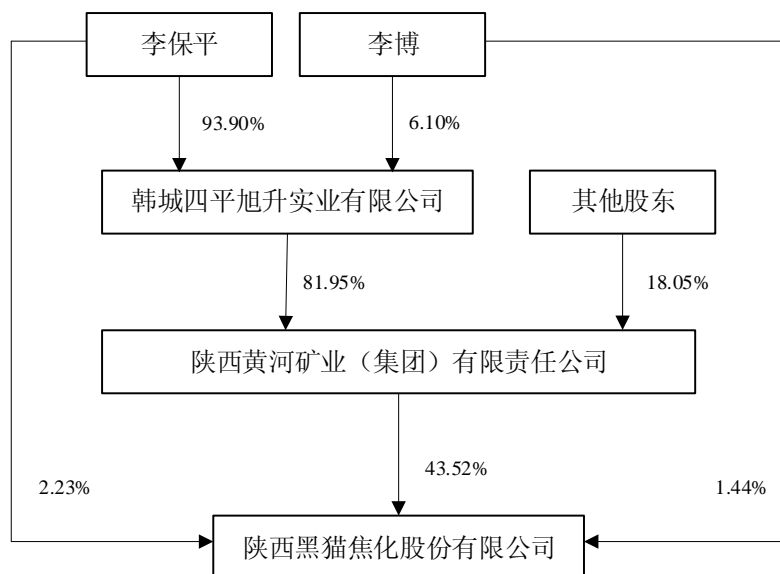 李保平
李博
93.90%
6.10%
韩城四平旭升实业有限公司
其他股东
81.95%
18.05%
陕西黄河矿业（集团）有限责任公司
43.52%
2.23%
1.44%
陕西黑猫焦化股份有限公司